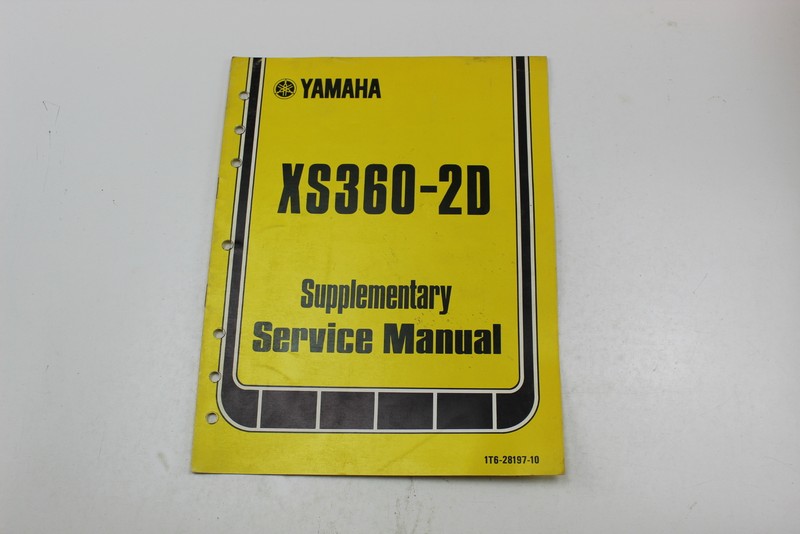 YAMAHA
XS360-2D
Supplementary
Service Manual
1T6-28197-10